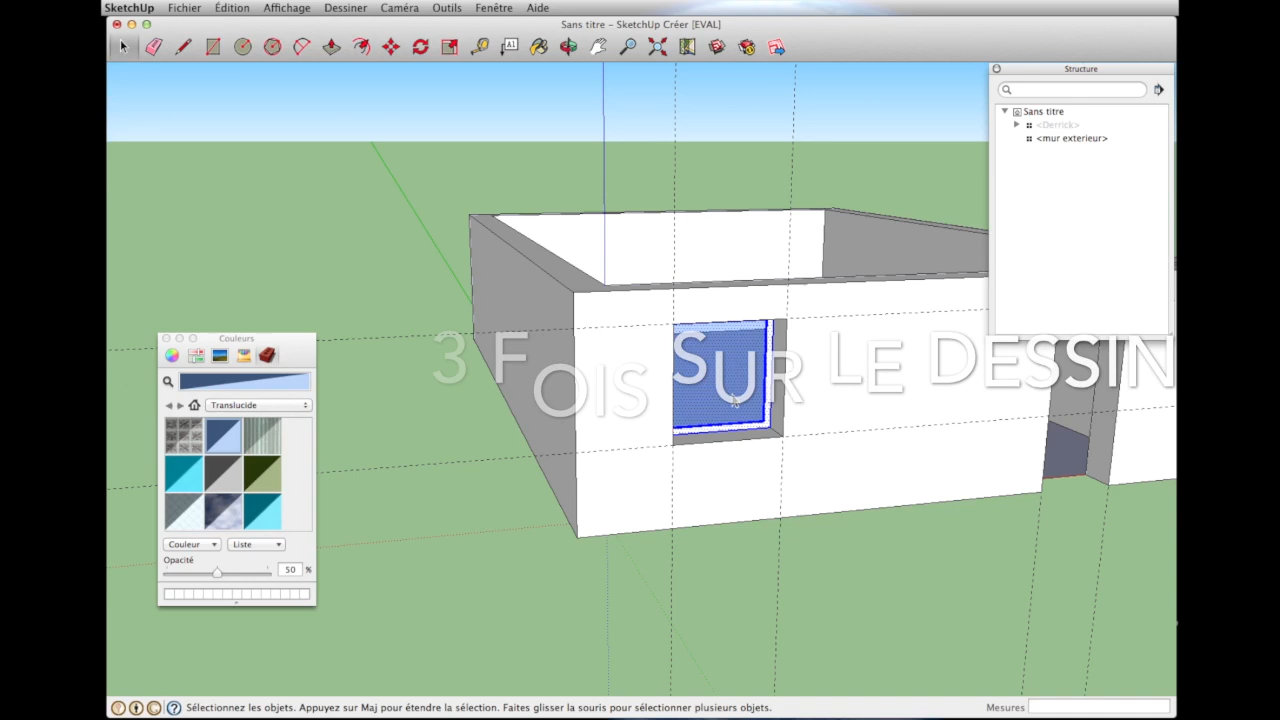 SketchUp Fichier Édition Affichage Dessiner Caméra Outils Fenêtre Aide
Sans titre – SketchUp Créer [EVAL]
A1
Structure
Sans titre
<Derrick>
<mur exterieur>
Couleurs
Translucide
3 FOIS SUR LE DESSIN
Couleur Liste
Opacité
50 %
Sélectionnez les objets. Appuyez sur Maj pour étendre la sélection. Faites glisser la souris pour sélectionner plusieurs objets.
Mesures